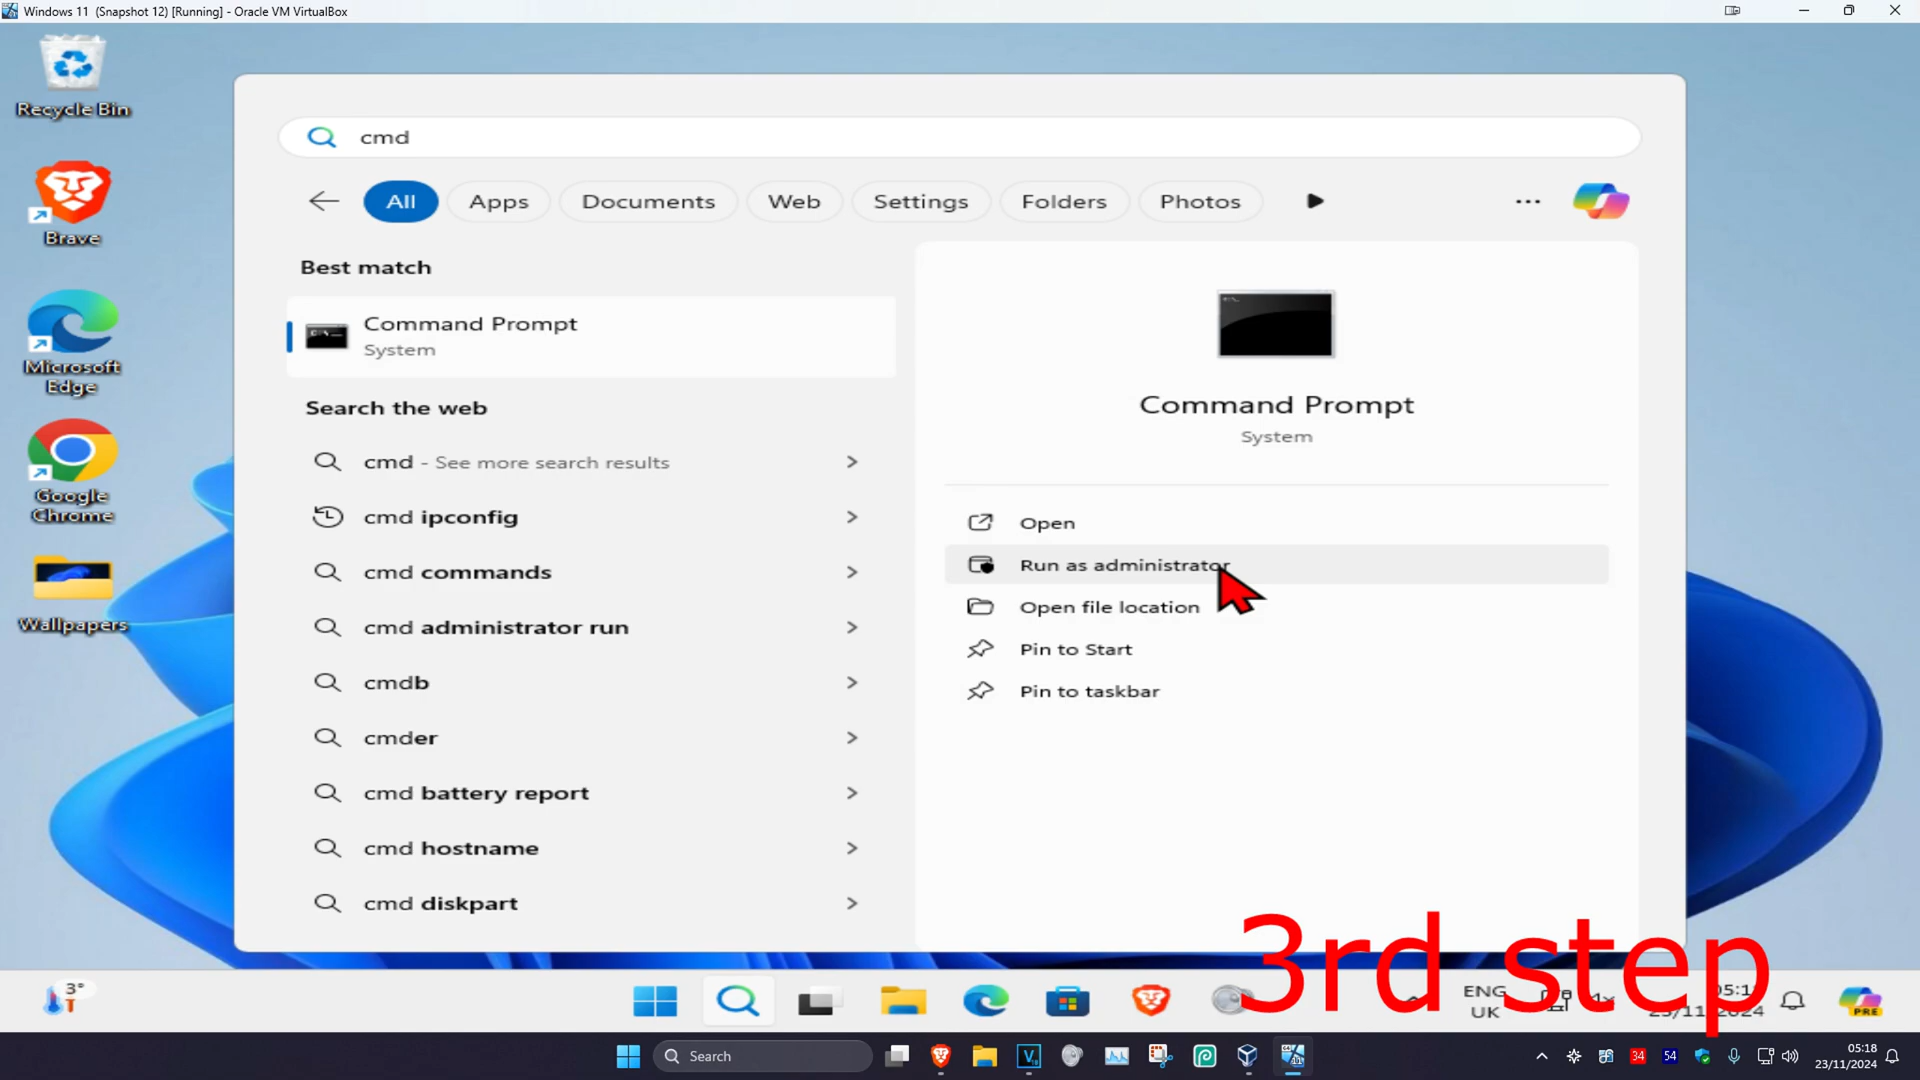 Windows 11 (Snapshot 12) [Running] - Oracle VM VirtualBox
Recycle Bin
Brave
Microsoft
Edge
Google
Chrome
Wallpapers
cmd
All
Apps
Documents
Web
Settings
Folders
Photos
Best match
Command Prompt
System
Search the web
cmd - See more search results
cmd ipconfig
cmd commands
cmd administrator run
cmdb
cmder
cmd battery report
cmd hostname
cmd diskpart
Command Prompt
System
Open
Run as administrator
Open file location
Pin to Start
Pin to taskbar
3rd step
3°
ENG
UK
PRE
Search
34
54
05:18
23/11/2024